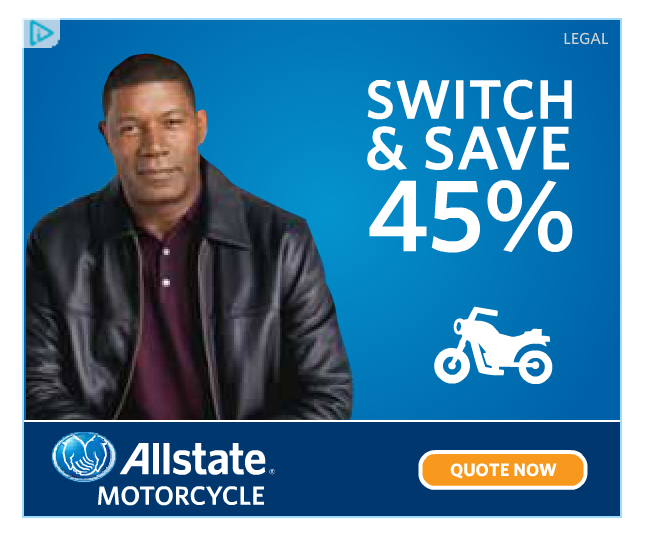 LEGAL
SWITCH
& SAVE
45%
Allstate®
MOTORCYCLE
QUOTE NOW